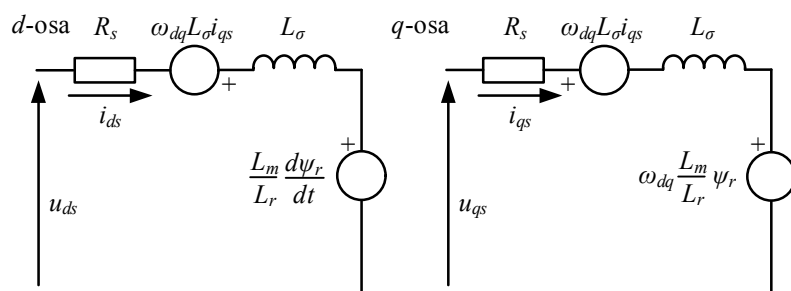 d-osa R_s ω_dq L_σ i_qs L_σ
+
i_ds
+
L_m/L_r dψ_r/dt
u_ds
q-osa R_s ω_dq L_σ i_qs L_σ
+
i_qs
+
ω_dq L_m/L_r ψ_r
u_qs